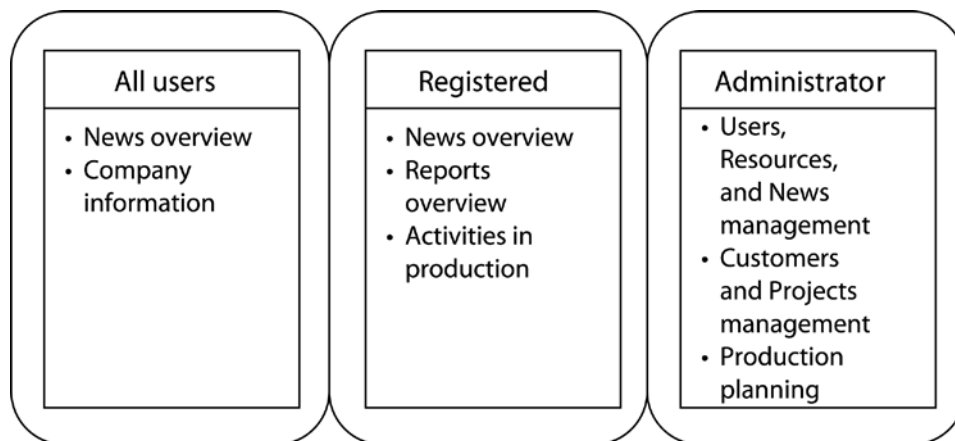 All users
• News overview
• Company
information
Registered
• News overview
• Reports
overview
• Activities in
production
Administrator
• Users,
Resources,
and News
management
• Customers
and Projects
management
• Production
planning